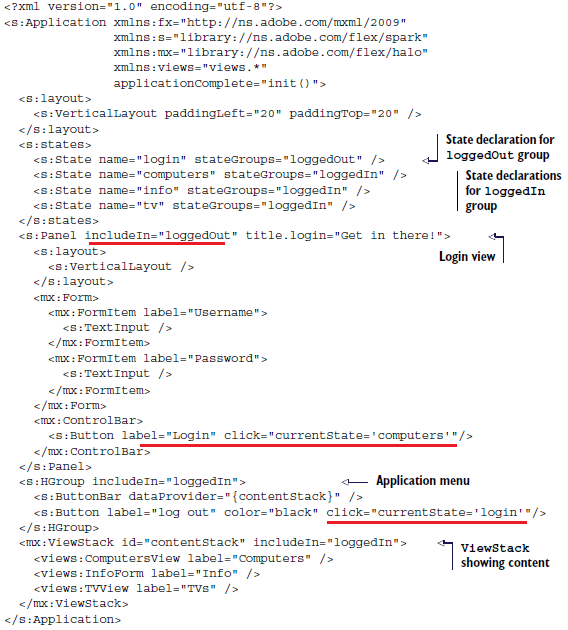 <?xml version="1.0" encoding="utf-8"?>
<s:Application xmlns:fx="http://ns.adobe.com/mxml/2009"
xmlns:s="library://ns.adobe.com/flex/spark"
xmlns:mx="library://ns.adobe.com/flex/halo"
xmlns:views="views.*"
applicationComplete="init()">
<s:layout>
<s:VerticalLayout paddingLeft="20" paddingTop="20" />
</s:layout>
<s:states>
<s:State name="login" stateGroups="loggedOut" />
<s:State name="computers" stateGroups="loggedIn" />
<s:State name="info" stateGroups="loggedIn" />
<s:State name="tv" stateGroups="loggedIn" />
</s:states>
State declaration for
loggedOut group
State declarations
for loggedIn
group
<s:Panel includeIn="loggedOut" title.login="Get in there!">
Login view
<s:layout>
<s:VerticalLayout />
</s:layout>
<mx:Form>
<mx:FormItem label="Username">
<s:TextInput />
</mx:FormItem>
<mx:FormItem label="Password">
<s:TextInput />
</mx:FormItem>
</mx:Form>
<mx:ControlBar>
<s:Button label="Login" click="currentState='computers'"/>
</mx:ControlBar>
</s:Panel>
<s:HGroup includeIn="loggedIn">
Application menu
<s:ButtonBar dataProvider="{contentStack}" />
<s:Button label="log out" color="black" click="currentState='login'"/>
</s:HGroup>
<mx:ViewStack id="contentStack" includeIn="loggedIn">
ViewStack
showing content
<views:ComputersView label="Computers" />
<views:InfoForm label="Info" />
<views:TVView label="TVs" />
</mx:ViewStack>
</s:Application>